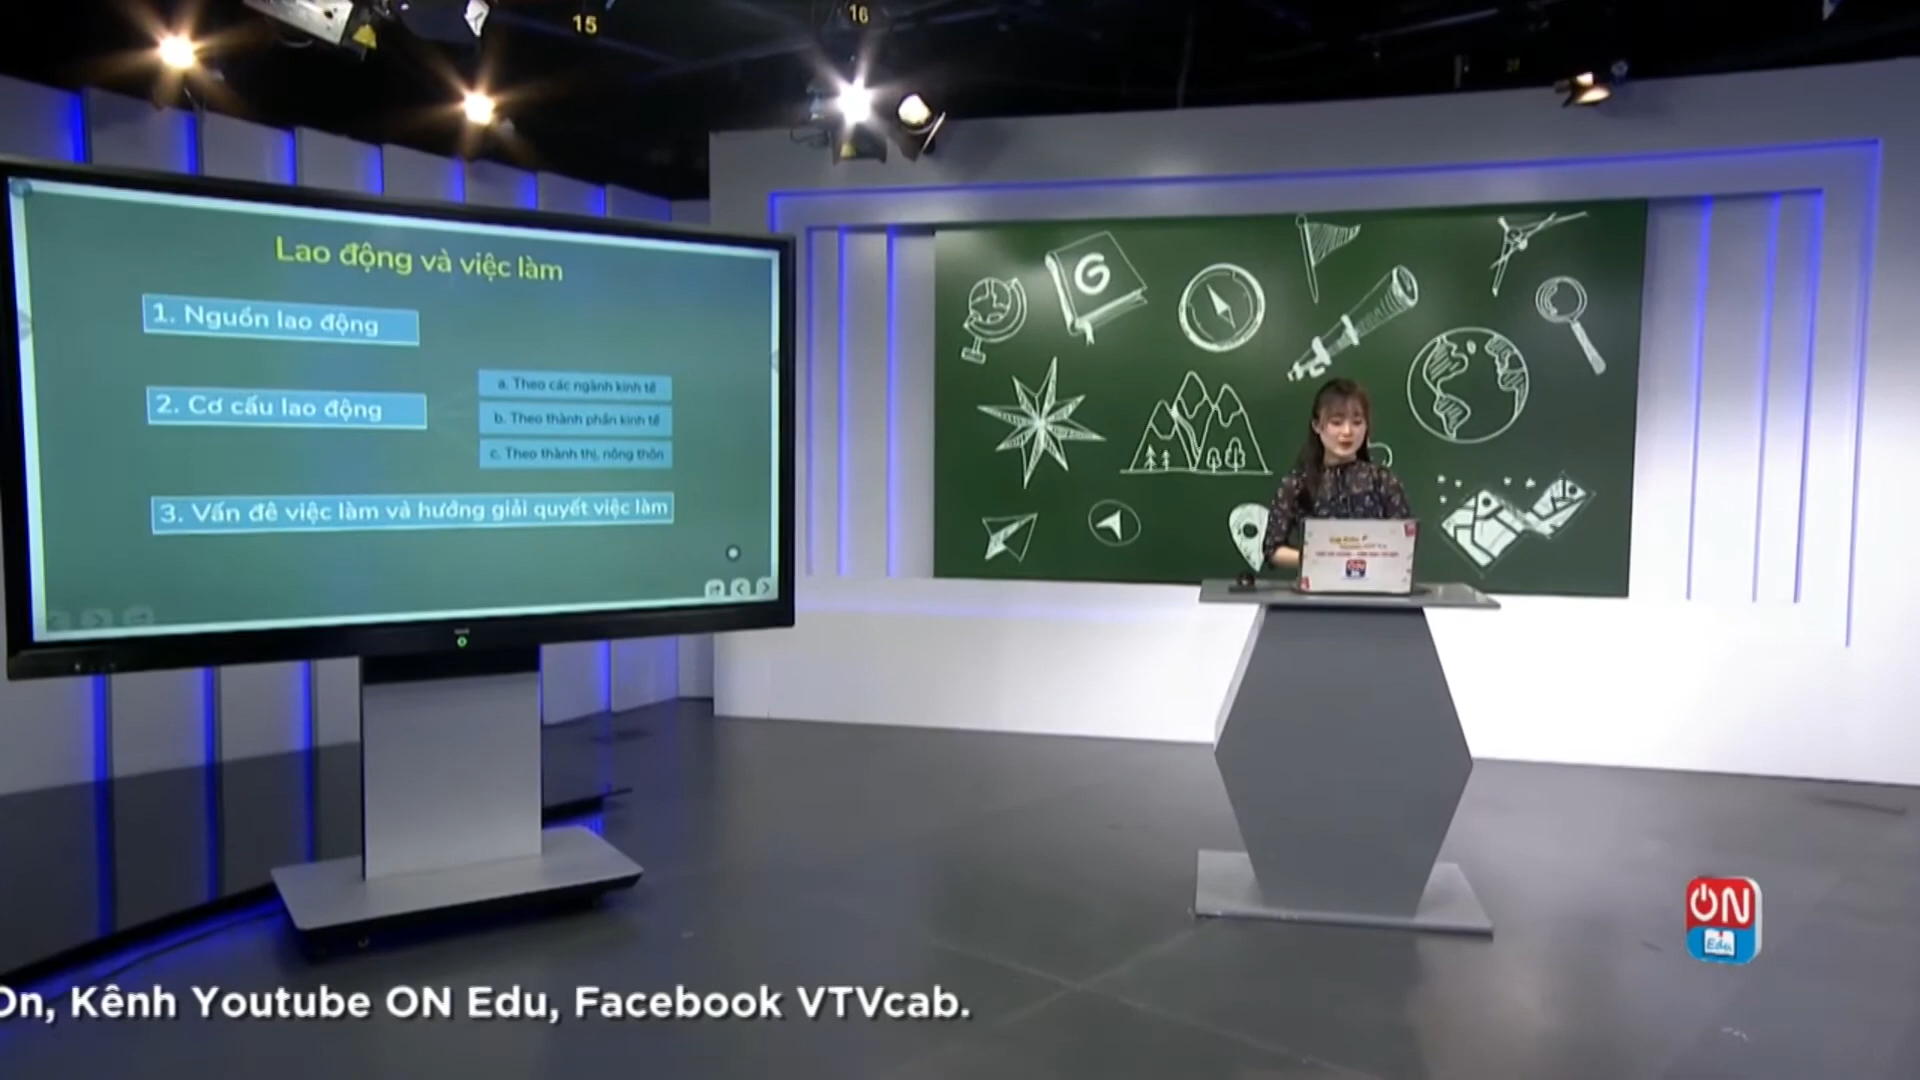 15
16
Lao động và việc làm
1. Nguồn lao động
2. Cơ cấu lao động
a. Theo các ngành kinh tế
b. Theo thành phần kinh tế
c. Theo thành thị, nông thôn
3. Vấn đề việc làm và hướng giải quyết việc làm
G
ON
Edu
On, Kênh Youtube ON Edu, Facebook VTVcab.